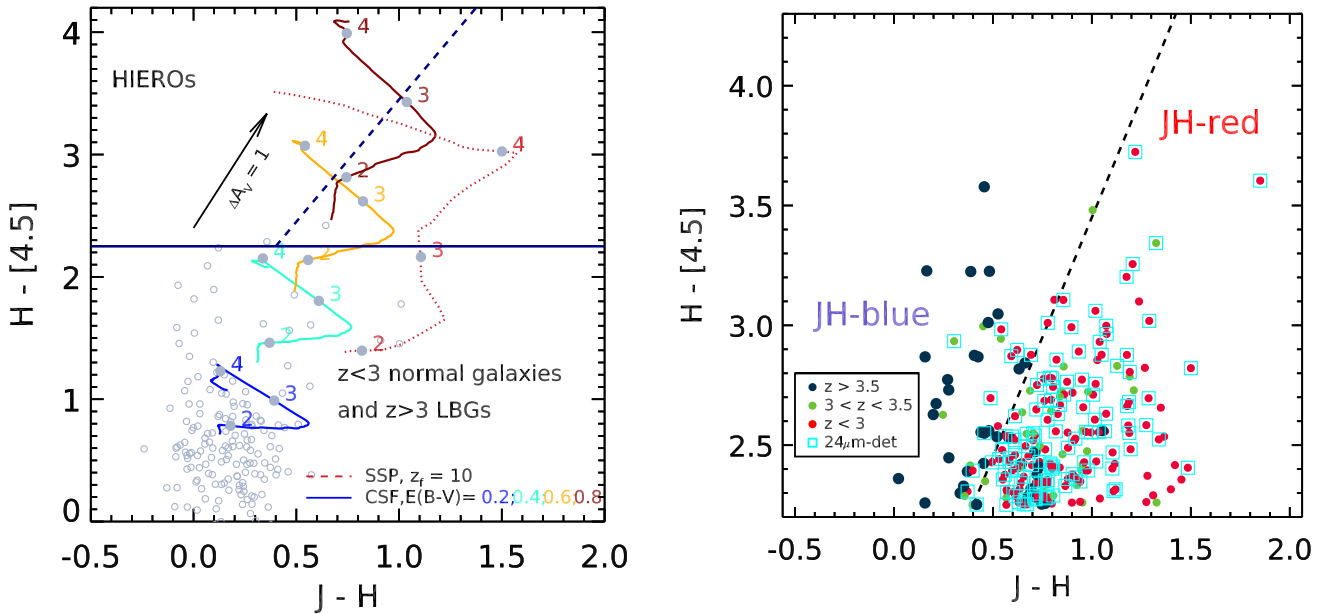 4
3
2
1
0
-0.5
0.0
0.5
1.0
1.5
2.0
H - [4.5]
J - H
HIEROs
ΔAv = 1
4
3
2
4
3
2
4
3
2
4
3
2
4
3
2
z<3 normal galaxies
and z>3 LBGs
SSP, zf = 10
CSF,E(B-V)= 0.2;0.4;0.6;0.8
4.0
3.5
3.0
2.5
-0.5
0.0
0.5
1.0
1.5
2.0
H - [4.5]
J - H
JH-red
JH-blue
z > 3.5
3 < z < 3.5
z < 3
24μm-det